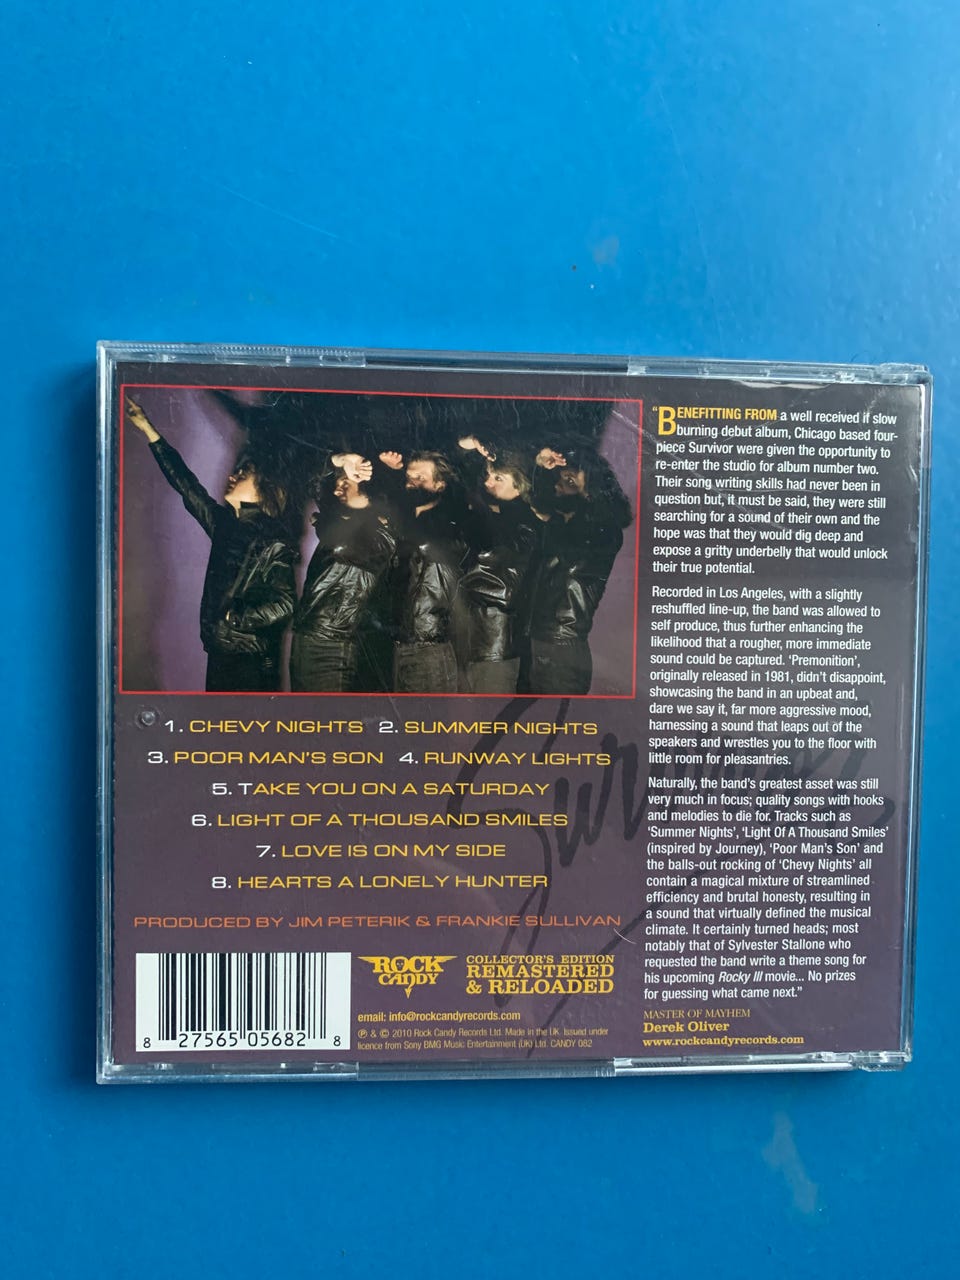 1. CHEVY NIGHTS 2. SUMMER NIGHTS
3. POOR MAN'S SON 4. RUNWAY LIGHTS
5. TAKE YOU ON A SATURDAY
6. LIGHT OF A THOUSAND SMILES
7. LOVE IS ON MY SIDE
8. HEARTS A LONELY HUNTER
PRODUCED BY JIM PETERIK & FRANKIE SULLIVAN
8 27565 05682 8
ROCK
CANDY
COLLECTOR'S EDITION
REMASTERED
& RELOADED
email: info@rockcandyrecords.com
℗ & © 2010 Rock Candy Records Ltd. Made in the UK. Issued under
licence from Sony BMG Music Entertainment (UK) Ltd. CANDY 082
Survivor
"BENEFITTING FROM a well received if slow
burning debut album, Chicago based four-
piece Survivor were given the opportunity to
re-enter the studio for album number two.
Their song writing skills had never been in
question but, it must be said, they were still
searching for a sound of their own and the
hope was that they would dig deep and
expose a gritty underbelly that would unlock
their true potential.
Recorded in Los Angeles, with a slightly
reshuffled line-up, the band was allowed to
self produce, thus further enhancing the
likelihood that a rougher, more immediate
sound could be captured. 'Premonition',
originally released in 1981, didn't disappoint,
showcasing the band in an upbeat and,
dare we say it, far more aggressive mood,
harnessing a sound that leaps out of the
speakers and wrestles you to the floor with
little room for pleasantries.
Naturally, the band's greatest asset was still
very much in focus; quality songs with hooks
and melodies to die for. Tracks such as
'Summer Nights', 'Light Of A Thousand Smiles'
(inspired by Journey), 'Poor Man's Son' and
the balls-out rocking of 'Chevy Nights' all
contain a magical mixture of streamlined
efficiency and brutal honesty, resulting in
a sound that virtually defined the musical
climate. It certainly turned heads; most
notably that of Sylvester Stallone who
requested the band write a theme song for
his upcoming Rocky III movie... No prizes
for guessing what came next."
MASTER OF MAYHEM
Derek Oliver
www.rockcandyrecords.com